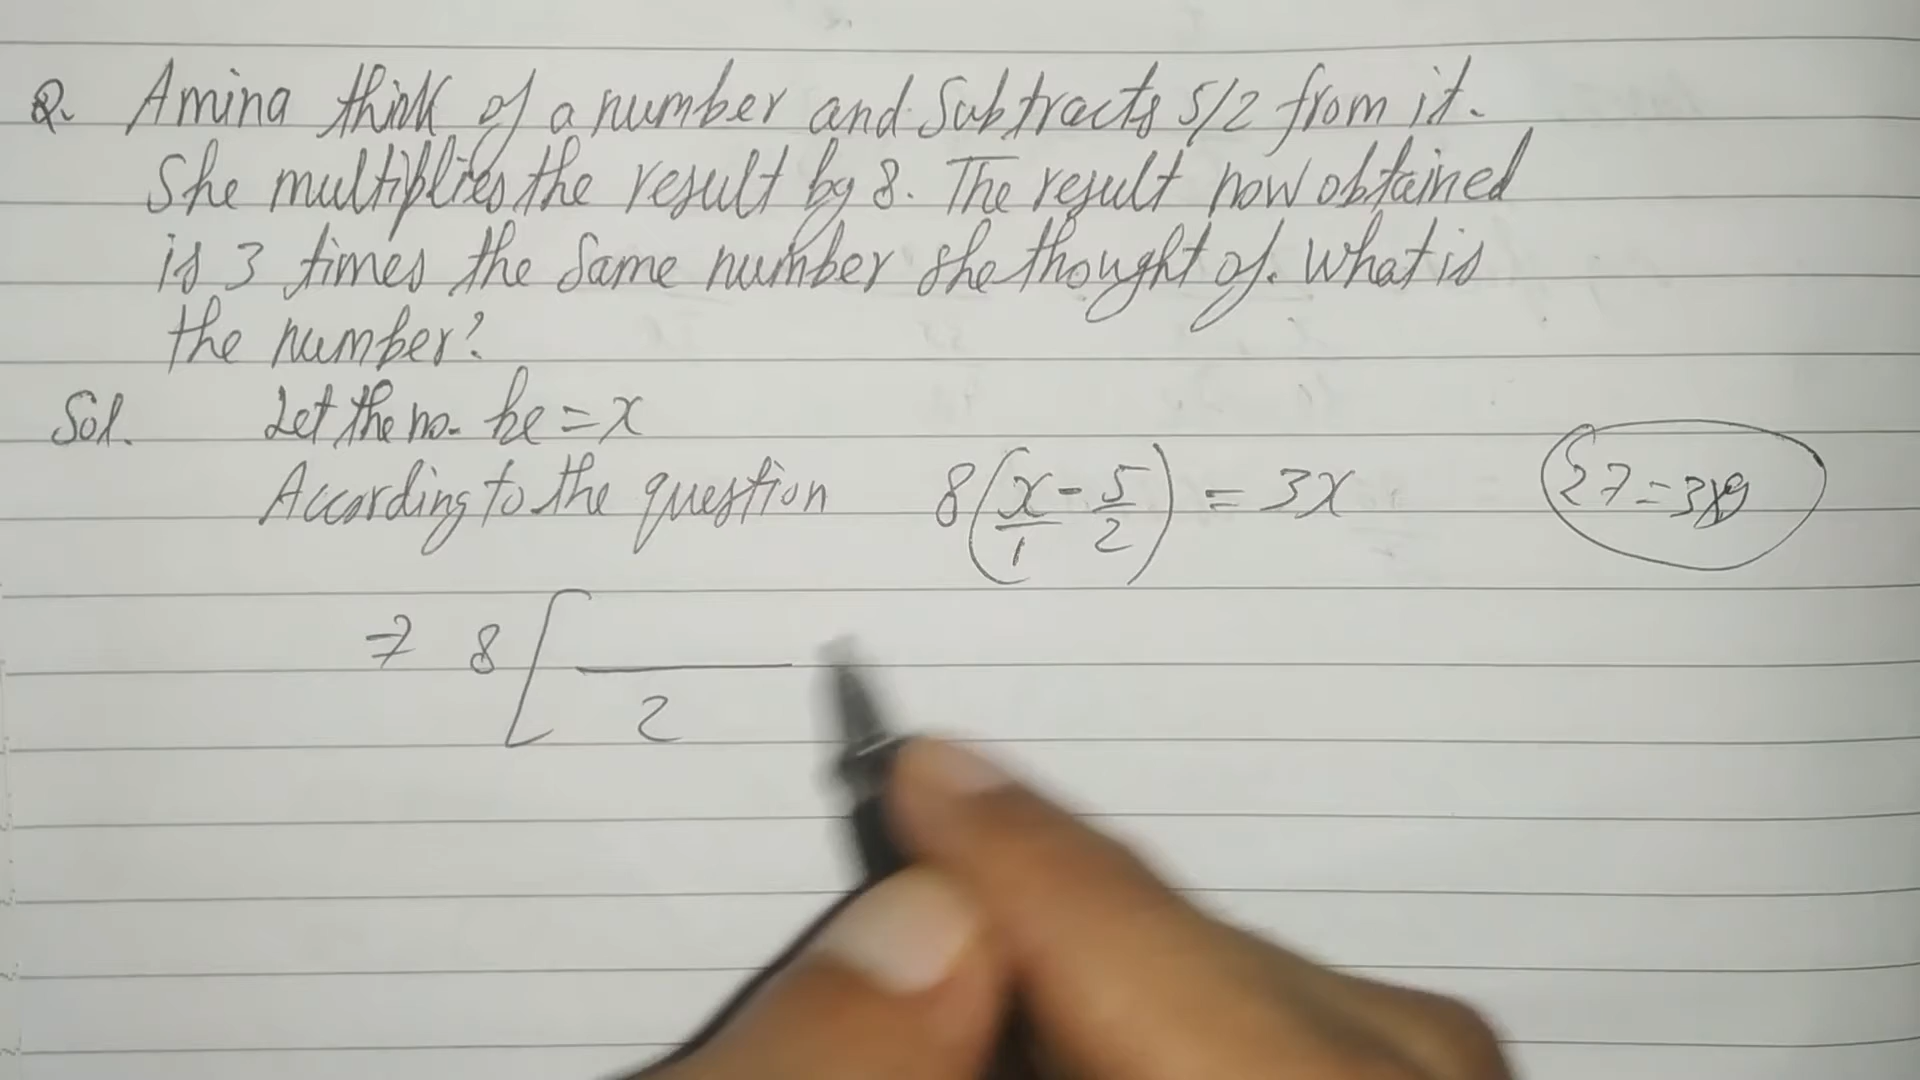 Q. Amina think of a number and Subtracts 5/2 from it.
She multiplies the result by 8. The result now obtained
is 3 times the same number she thought of. What is
the number?
Sol. Let the no. be = x
According to the question 8(x/1 - 5/2) = 3x 27 = 3x9
⇒ 8[ /2